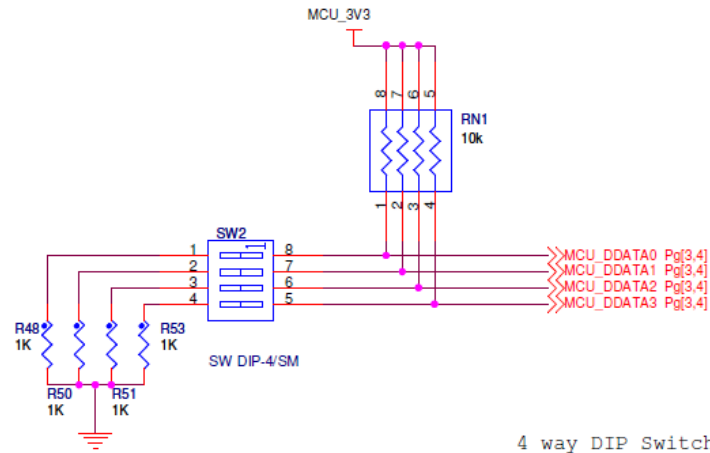 MCU_3V3
8 7 6 5
RN1
10k
1 2 3 4
SW2
1 8 MCU_DDATA0 Pg[3,4]
2 7 MCU_DDATA1 Pg[3,4]
3 6 MCU_DDATA2 Pg[3,4]
4 5 MCU_DDATA3 Pg[3,4]
R48 R53
1K 1K
SW DIP-4/SM
R50 R51
1K 1K
4 way DIP Switch